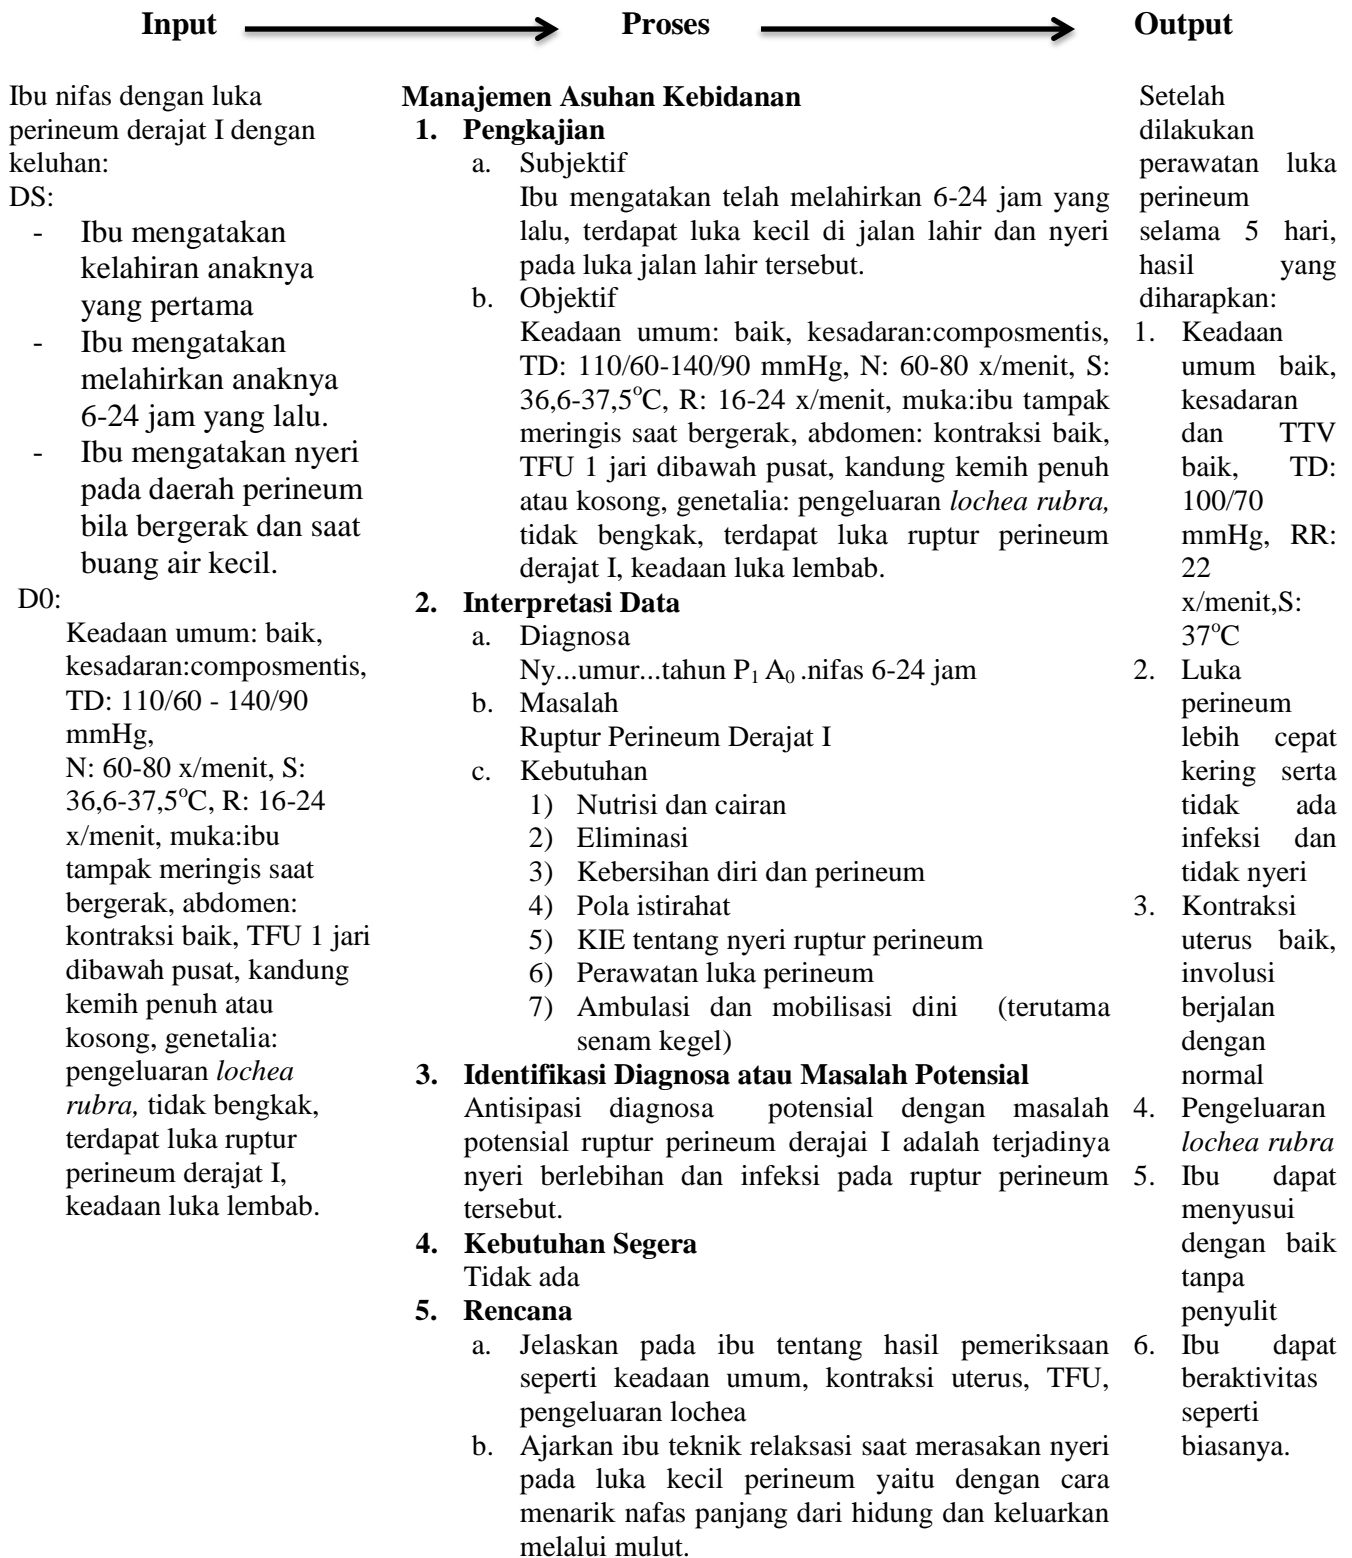 Input Proses Output
Ibu nifas dengan luka
perineum derajat I dengan
keluhan:
DS:
- Ibu mengatakan
kelahiran anaknya
yang pertama
- Ibu mengatakan
melahirkan anaknya
6-24 jam yang lalu.
- Ibu mengatakan nyeri
pada daerah perineum
bila bergerak dan saat
buang air kecil.
D0:
Keadaan umum: baik,
kesadaran:composmentis,
TD: 110/60 - 140/90
mmHg,
N: 60-80 x/menit, S:
36,6-37,5°C, R: 16-24
x/menit, muka:ibu
tampak meringis saat
bergerak, abdomen:
kontraksi baik, TFU 1 jari
dibawah pusat, kandung
kemih penuh atau
kosong, genetalia:
pengeluaran lochea
rubra, tidak bengkak,
terdapat luka ruptur
perineum derajat I,
keadaan luka lembab.
Manajemen Asuhan Kebidanan
1. Pengkajian
a. Subjektif
Ibu mengatakan telah melahirkan 6-24 jam yang
lalu, terdapat luka kecil di jalan lahir dan nyeri
pada luka jalan lahir tersebut.
b. Objektif
Keadaan umum: baik, kesadaran:composmentis,
TD: 110/60-140/90 mmHg, N: 60-80 x/menit, S:
36,6-37,5°C, R: 16-24 x/menit, muka:ibu tampak
meringis saat bergerak, abdomen: kontraksi baik,
TFU 1 jari dibawah pusat, kandung kemih penuh
atau kosong, genetalia: pengeluaran lochea rubra,
tidak bengkak, terdapat luka ruptur perineum
derajat I, keadaan luka lembab.
2. Interpretasi Data
a. Diagnosa
Ny...umur...tahun P₁ A₀ .nifas 6-24 jam
b. Masalah
Ruptur Perineum Derajat I
c. Kebutuhan
1) Nutrisi dan cairan
2) Eliminasi
3) Kebersihan diri dan perineum
4) Pola istirahat
5) KIE tentang nyeri ruptur perineum
6) Perawatan luka perineum
7) Ambulasi dan mobilisasi dini (terutama
senam kegel)
3. Identifikasi Diagnosa atau Masalah Potensial
Antisipasi diagnosa potensial dengan masalah
potensial ruptur perineum derajai I adalah terjadinya
nyeri berlebihan dan infeksi pada ruptur perineum
tersebut.
4. Kebutuhan Segera
Tidak ada
5. Rencana
a. Jelaskan pada ibu tentang hasil pemeriksaan
seperti keadaan umum, kontraksi uterus, TFU,
pengeluaran lochea
b. Ajarkan ibu teknik relaksasi saat merasakan nyeri
pada luka kecil perineum yaitu dengan cara
menarik nafas panjang dari hidung dan keluarkan
melalui mulut.
Setelah
dilakukan
perawatan luka
perineum
selama 5 hari,
hasil yang
diharapkan:
1. Keadaan
umum baik,
kesadaran
dan TTV
baik, TD:
100/70
mmHg, RR:
22
x/menit,S:
37°C
2. Luka
perineum
lebih cepat
kering serta
tidak ada
infeksi dan
tidak nyeri
3. Kontraksi
uterus baik,
involusi
berjalan
dengan
normal
4. Pengeluaran
lochea rubra
5. Ibu dapat
menyusui
dengan baik
tanpa
penyulit
6. Ibu dapat
beraktivitas
seperti
biasanya.